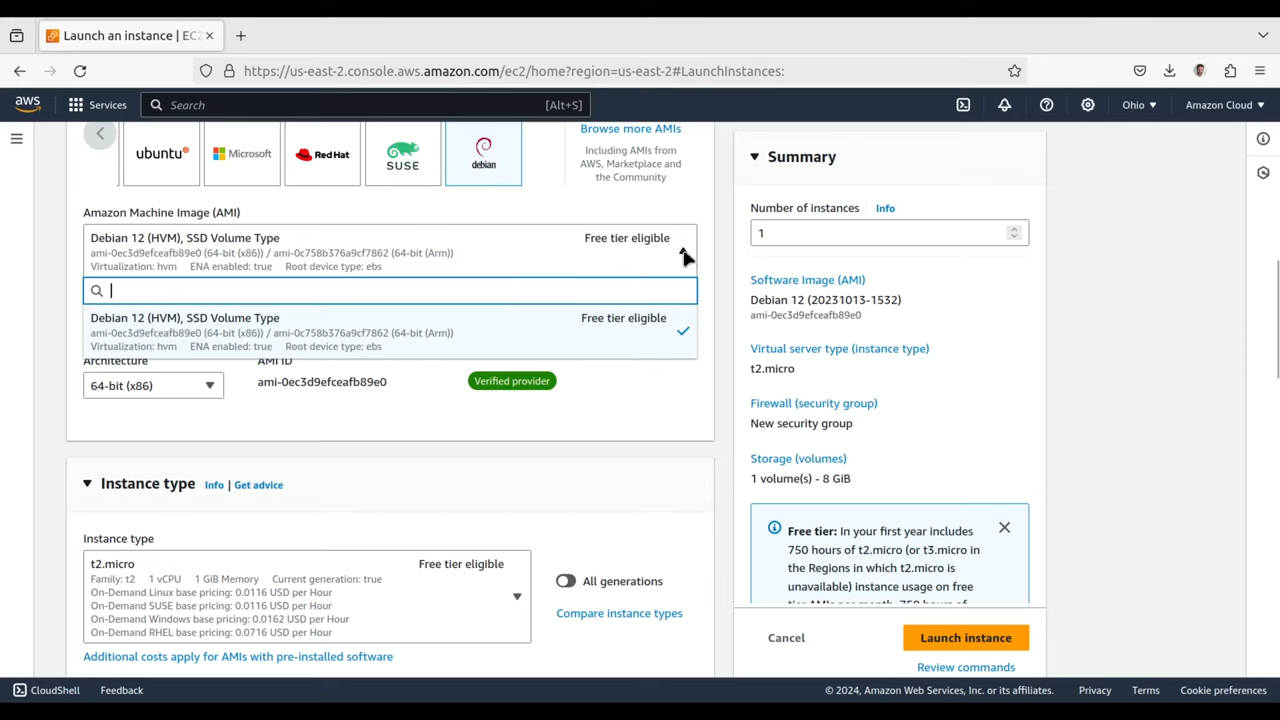 Launch an instance | EC2
https://us-east-2.console.aws.amazon.com/ec2/home?region=us-east-2#LaunchInstances:
aws
Services
Search
[Alt+S]
Ohio
Amazon Cloud
ubuntu
Microsoft
Red Hat
SUSE
debian
Browse more AMIs
Including AMIs from
AWS, Marketplace and
the Community
Amazon Machine Image (AMI)
Debian 12 (HVM), SSD Volume Type
Free tier eligible
ami-0ec3d9efceafb89e0 (64-bit (x86)) / ami-0c758b376a9cf7862 (64-bit (Arm))
Virtualization: hvm ENA enabled: true Root device type: ebs
Debian 12 (HVM), SSD Volume Type
Free tier eligible
ami-0ec3d9efceafb89e0 (64-bit (x86)) / ami-0c758b376a9cf7862 (64-bit (Arm))
Virtualization: hvm ENA enabled: true Root device type: ebs
Architecture
AMI ID
64-bit (x86)
ami-0ec3d9efceafb89e0
Verified provider
Instance type
Info | Get advice
Instance type
t2.micro
Free tier eligible
Family: t2 1 vCPU 1 GiB Memory Current generation: true
On-Demand Linux base pricing: 0.0116 USD per Hour
On-Demand SUSE base pricing: 0.0116 USD per Hour
On-Demand Windows base pricing: 0.0162 USD per Hour
On-Demand RHEL base pricing: 0.0716 USD per Hour
All generations
Compare instance types
Additional costs apply for AMIs with pre-installed software
Summary
Number of instances Info
1
Software Image (AMI)
Debian 12 (20231013-1532)
ami-0ec3d9efceafb89e0
Virtual server type (instance type)
t2.micro
Firewall (security group)
New security group
Storage (volumes)
1 volume(s) - 8 GiB
Free tier: In your first year includes
750 hours of t2.micro (or t3.micro in
the Regions in which t2.micro is
unavailable) instance usage on free
tier AMIs per month, 750 hours of
Cancel
Launch instance
Review commands
CloudShell
Feedback
© 2024, Amazon Web Services, Inc. or its affiliates.
Privacy
Terms
Cookie preferences